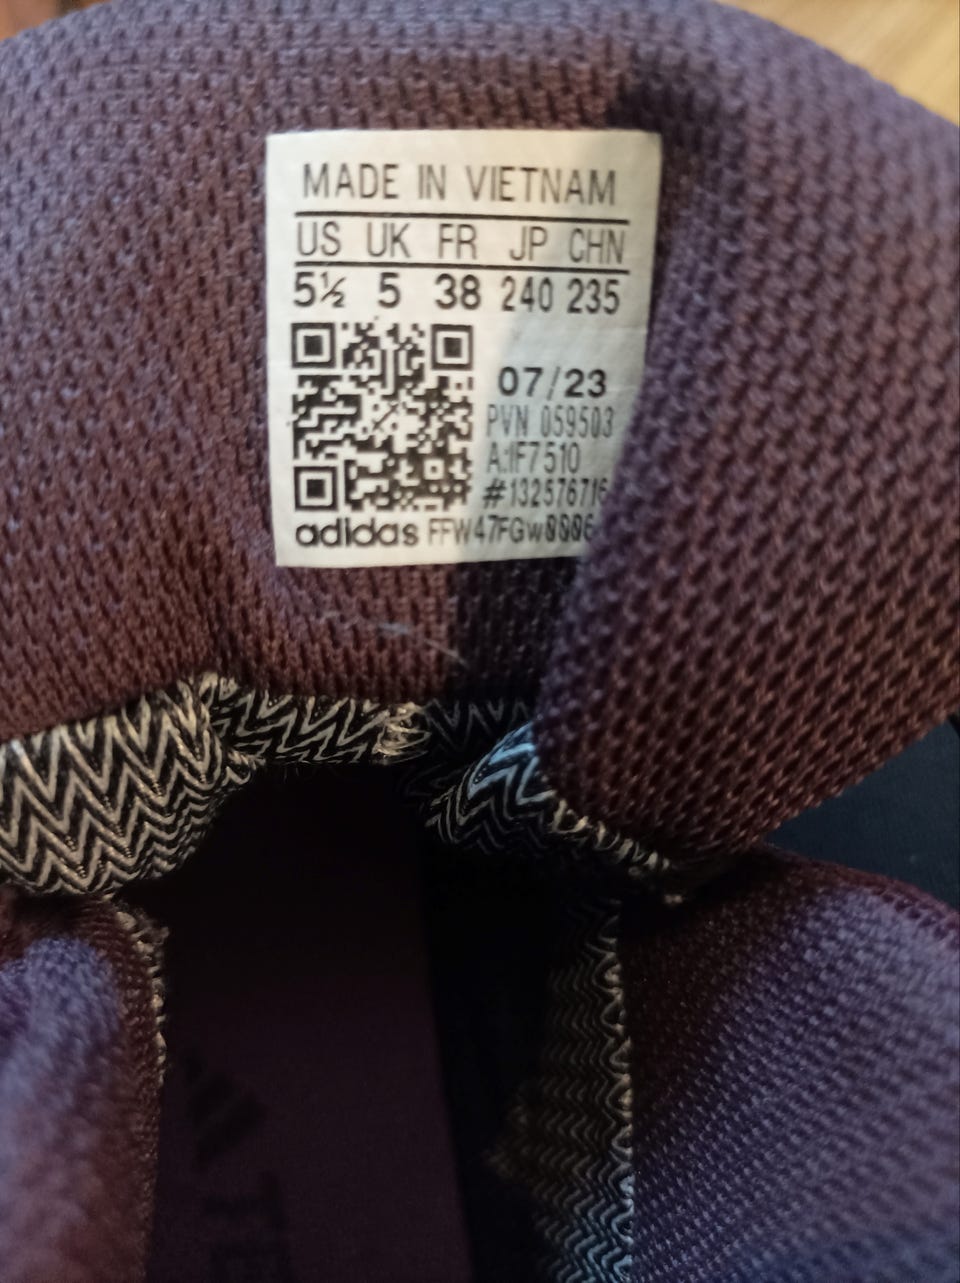 MADE IN VIETNAM
US UK FR JP CHN
5½ 5 38 240 235
07/23
PVN 059503
A:IF7510
#132576716
adidas